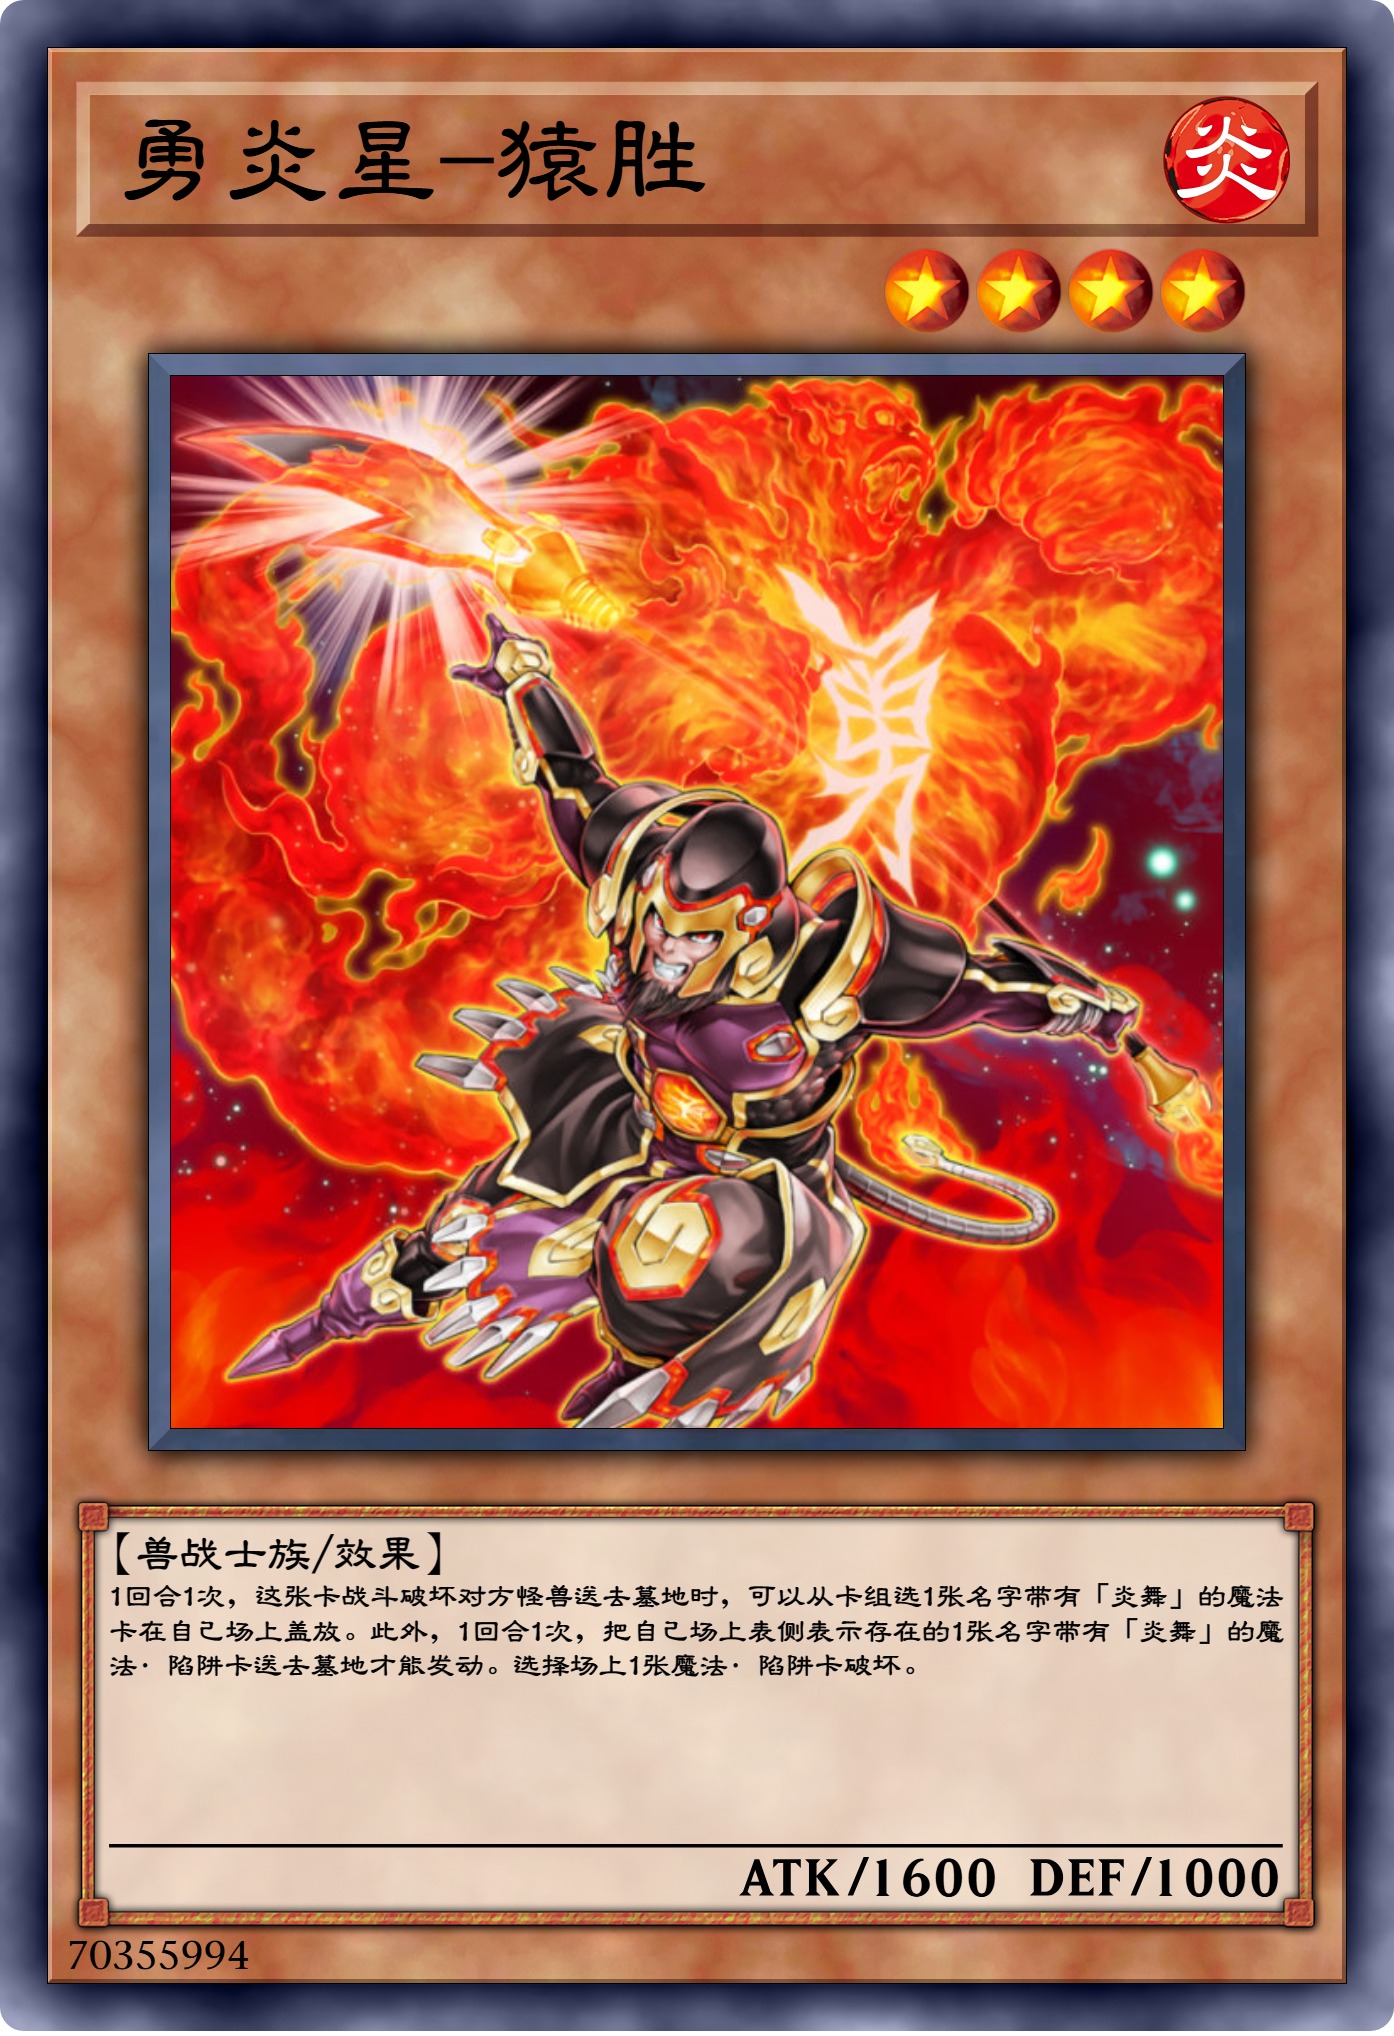 勇炎星-猿胜
炎
勇
【兽战士族/效果】
1回合1次，这张卡战斗破坏对方怪兽送去墓地时，可以从卡组选1张名字带有「炎舞」的魔法
卡在自己场上盖放。此外，1回合1次，把自己场上表侧表示存在的1张名字带有「炎舞」的魔
法·陷阱卡送去墓地才能发动。选择场上1张魔法·陷阱卡破坏。
ATK/1600 DEF/1000
70355994